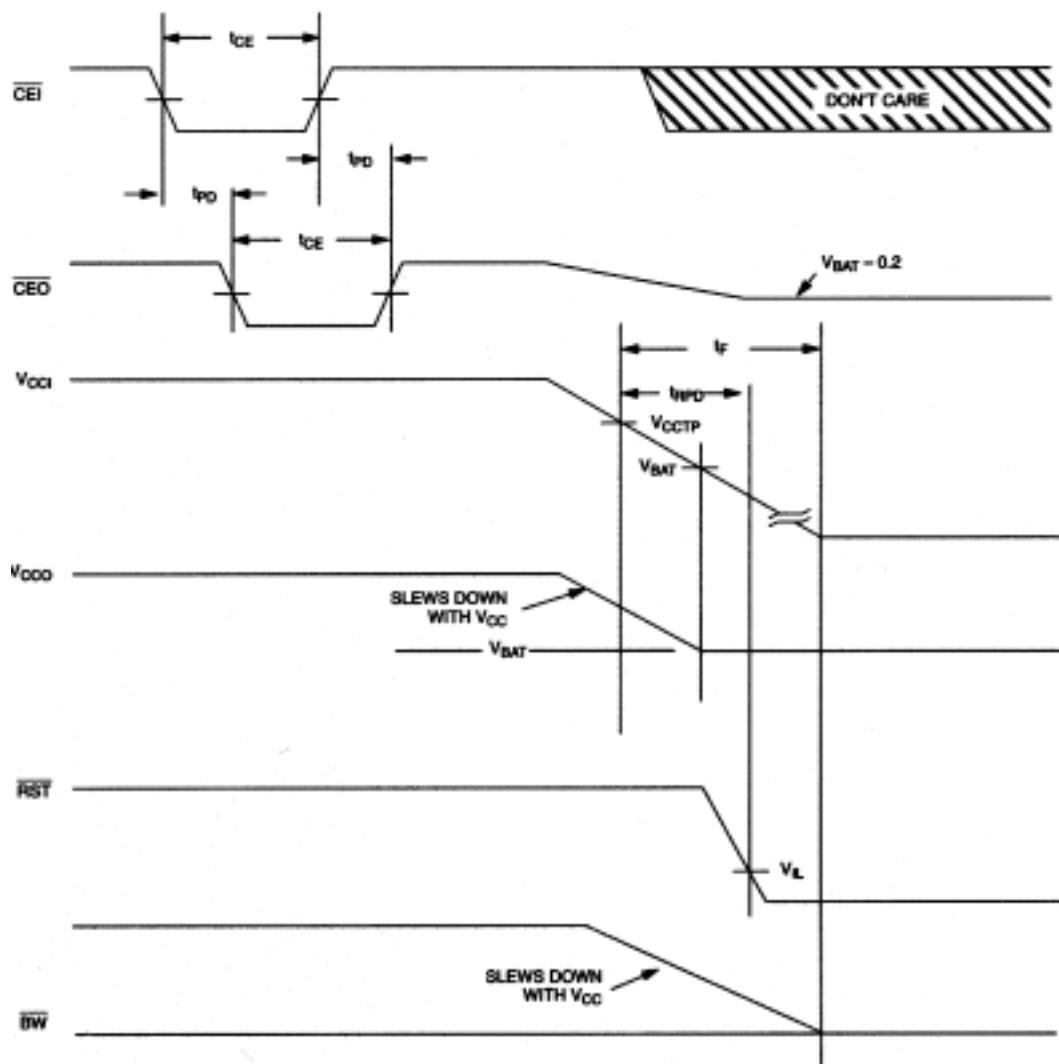 tCE
CEI
DON'T CARE
tPD
tPD
tCE
CEO
VBAT – 0.2
tF
VCCI
tRPD
VCCTP
VBAT
VCCO
SLEWS DOWN
WITH VCC
VBAT
RST
VIL
SLEWS DOWN
WITH VCC
BW